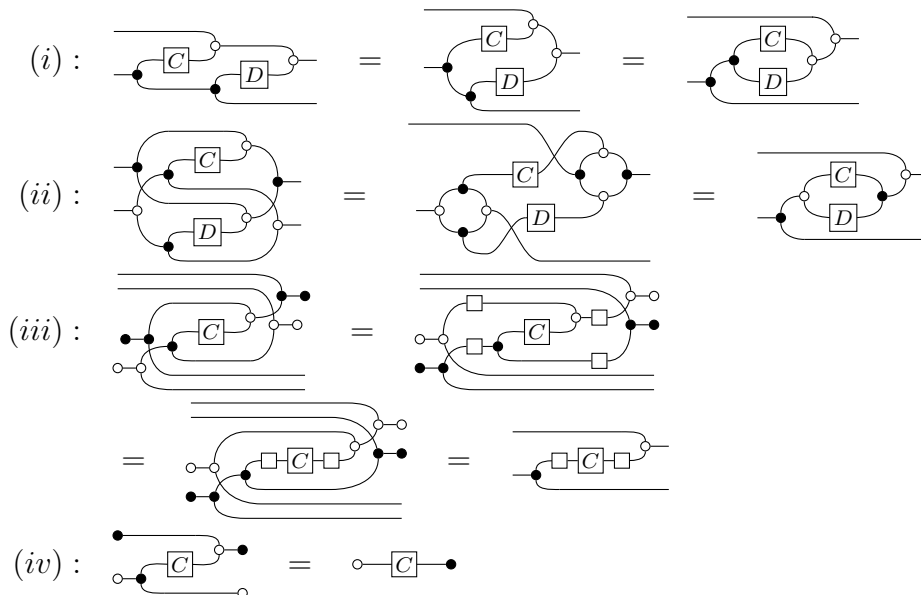 (i) : C D = C D = C D
(ii) : C D = C D = C D
(iii) : C = C
= C = C
(iv) : C = C